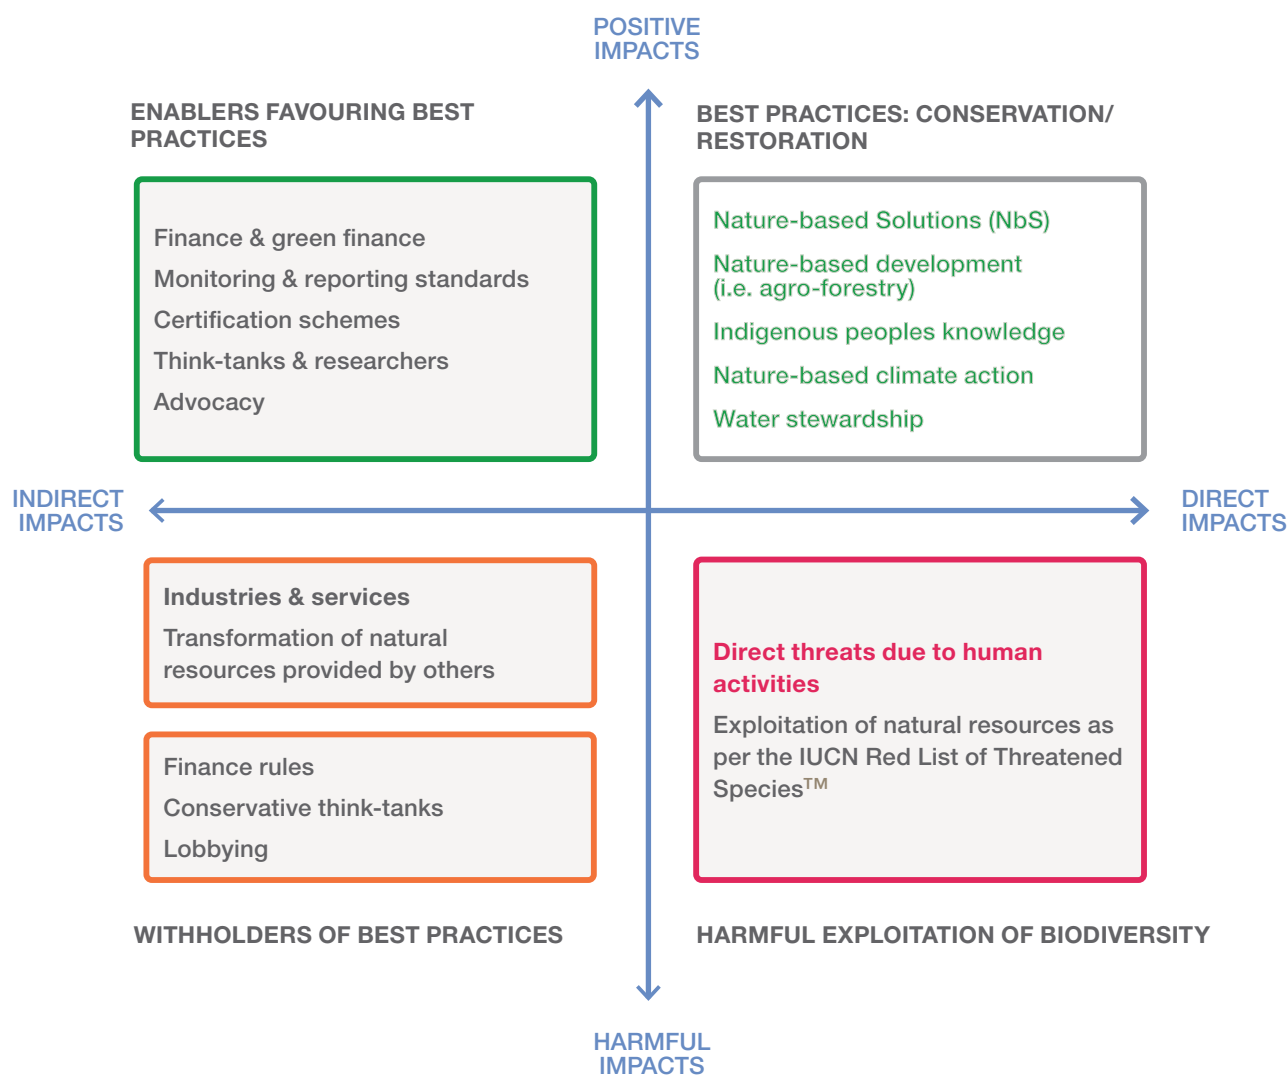 POSITIVE
IMPACTS
ENABLERS FAVOURING BEST
PRACTICES
Finance & green finance
Monitoring & reporting standards
Certification schemes
Think-tanks & researchers
Advocacy
BEST PRACTICES: CONSERVATION/
RESTORATION
Nature-based Solutions (NbS)
Nature-based development
(i.e. agro-forestry)
Indigenous peoples knowledge
Nature-based climate action
Water stewardship
INDIRECT
IMPACTS
DIRECT
IMPACTS
Industries & services
Transformation of natural
resources provided by others
Finance rules
Conservative think-tanks
Lobbying
WITHHOLDERS OF BEST PRACTICES
Direct threats due to human
activities
Exploitation of natural resources as
per the IUCN Red List of Threatened
Species™
HARMFUL EXPLOITATION OF BIODIVERSITY
HARMFUL
IMPACTS